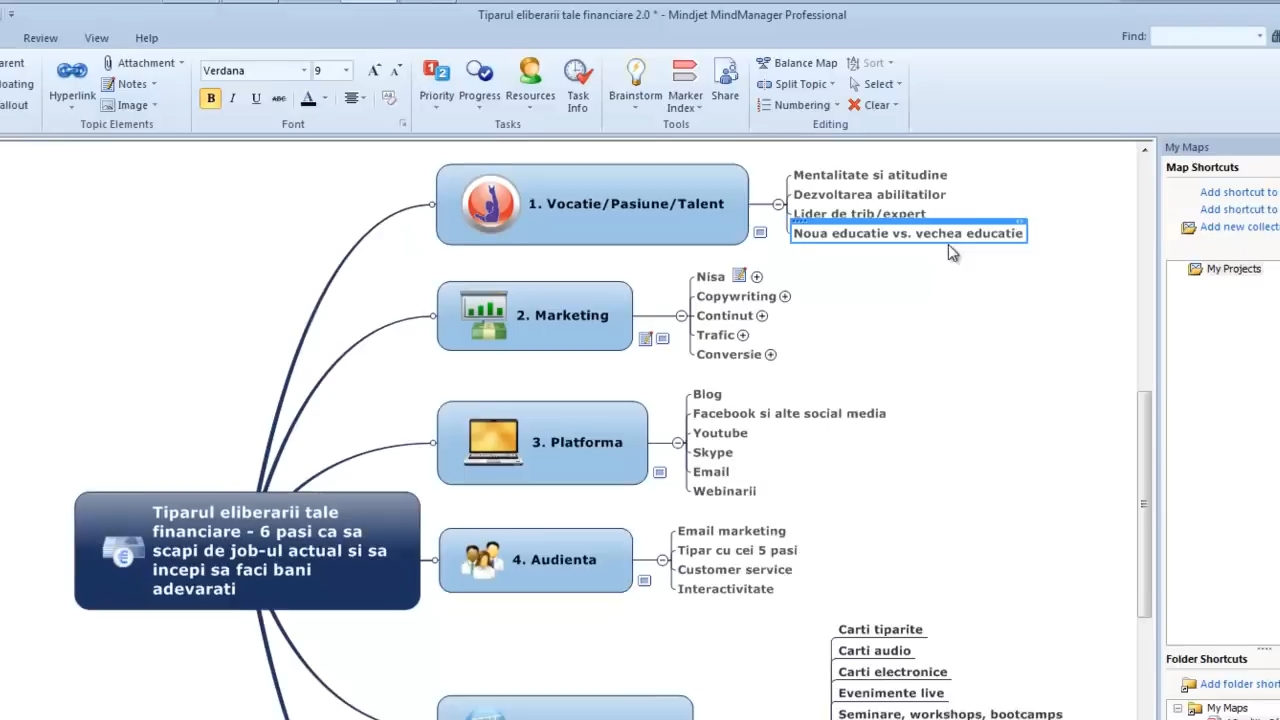 Tiparul eliberarii tale financiare 2.0 * - Mindjet MindManager Professional
Review View Help
Find:
Attachment
Notes
Image
Hyperlink
Topic Elements
Verdana 9
B I U ABC A
Font
Priority Progress Resources Task Info
Tasks
Brainstorm Marker Index Share
Tools
Balance Map Sort
Split Topic Select
Numbering Clear
Editing
1. Vocatie/Pasiune/Talent
Mentalitate si atitudine
Dezvoltarea abilitatilor
Lider de trib/expert
Noua educatie vs. vechea educatie
2. Marketing
Nisa
Copywriting
Continut
Trafic
Conversie
3. Platforma
Blog
Facebook si alte social media
Youtube
Skype
Email
Webinarii
Tiparul eliberarii tale
financiare - 6 pasi ca sa
scapi de job-ul actual si sa
incepi sa faci bani
adevarati
4. Audienta
Email marketing
Tipar cu cei 5 pasi
Customer service
Interactivitate
Carti tiparite
Carti audio
Carti electronice
Evenimente live
Seminare, workshops, bootcamps
My Maps
Map Shortcuts
Add shortcut to
Add shortcut to
Add new collect
My Projects
Folder Shortcuts
Add folder shor
My Maps